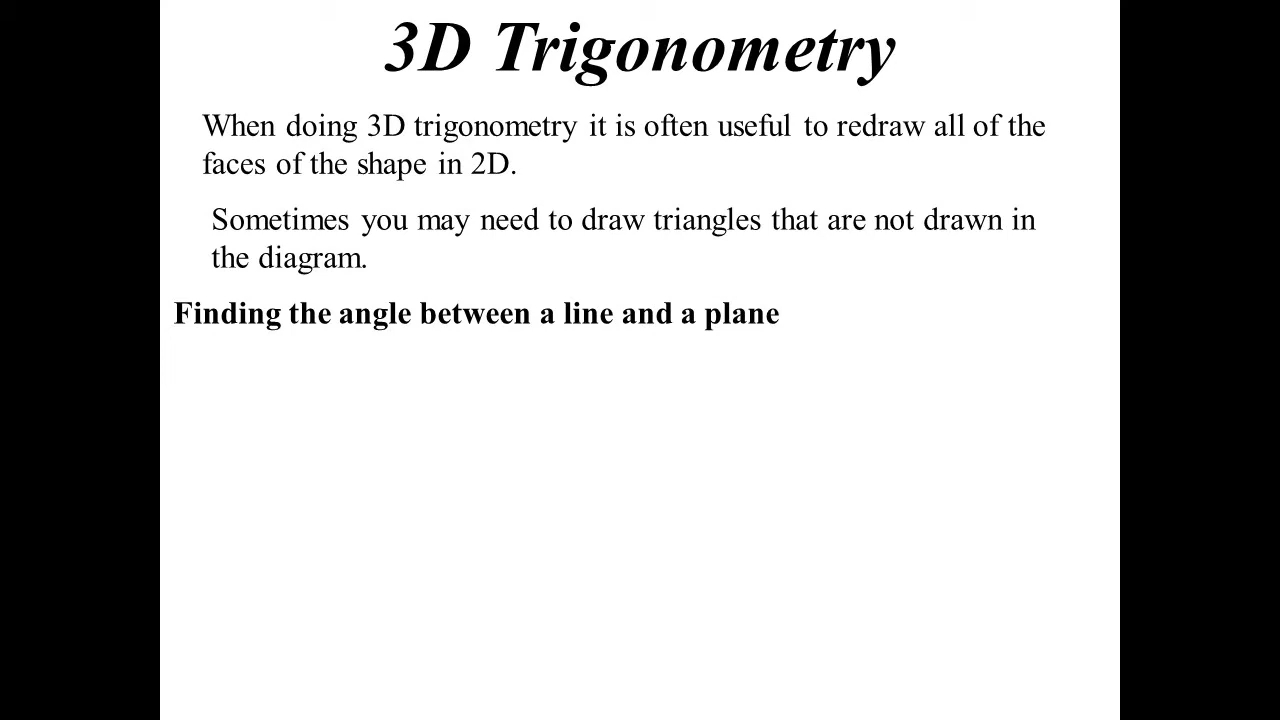 3D Trigonometry
When doing 3D trigonometry it is often useful to redraw all of the
faces of the shape in 2D.
Sometimes you may need to draw triangles that are not drawn in
the diagram.
Finding the angle between a line and a plane